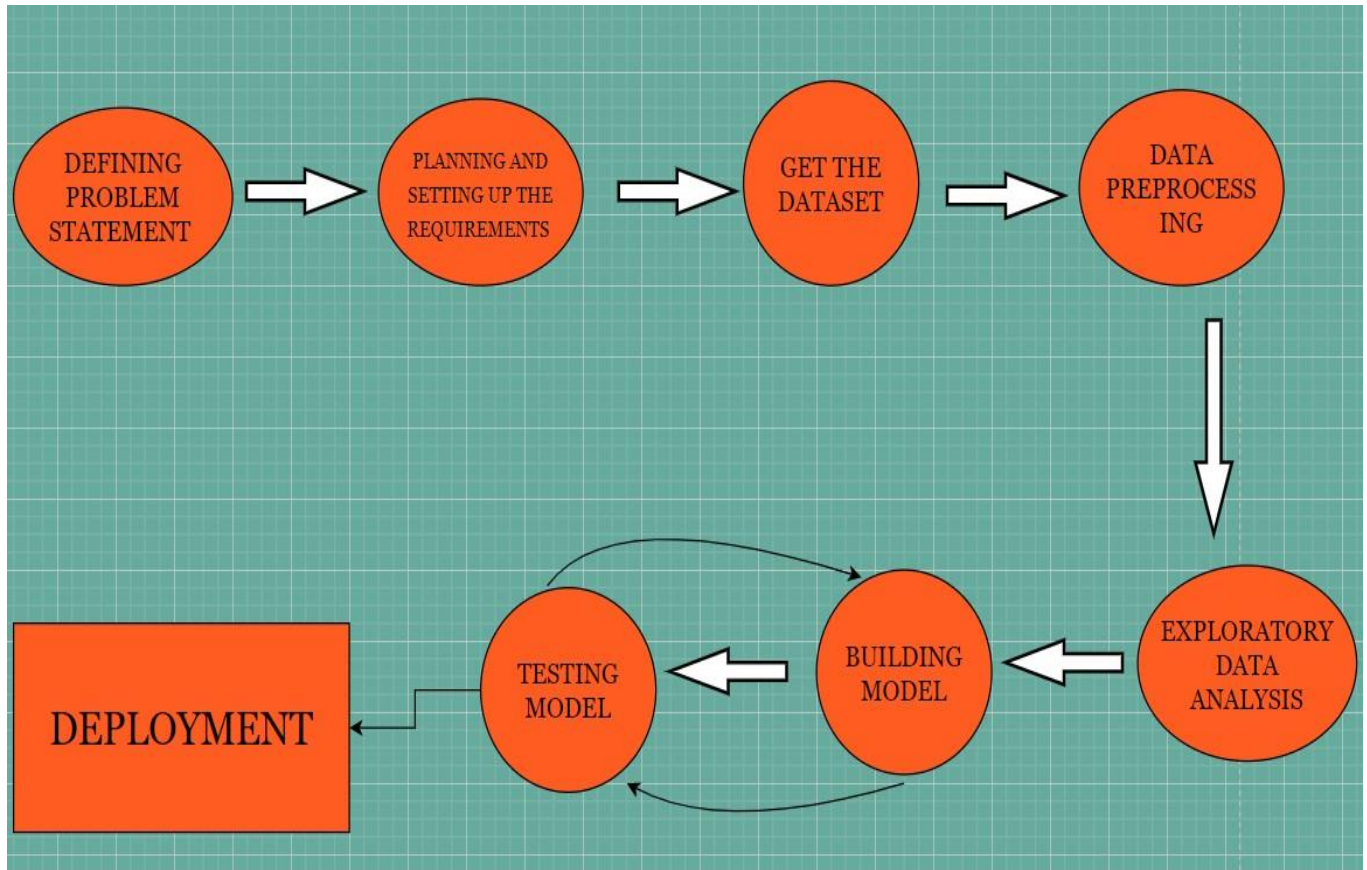 DEFINING
PROBLEM
STATEMENT
PLANNING AND
SETTING UP THE
REQUIREMENTS
GET THE
DATASET
DATA
PREPROCESS
ING
EXPLORATORY
DATA
ANALYSIS
BUILDING
MODEL
TESTING
MODEL
DEPLOYMENT